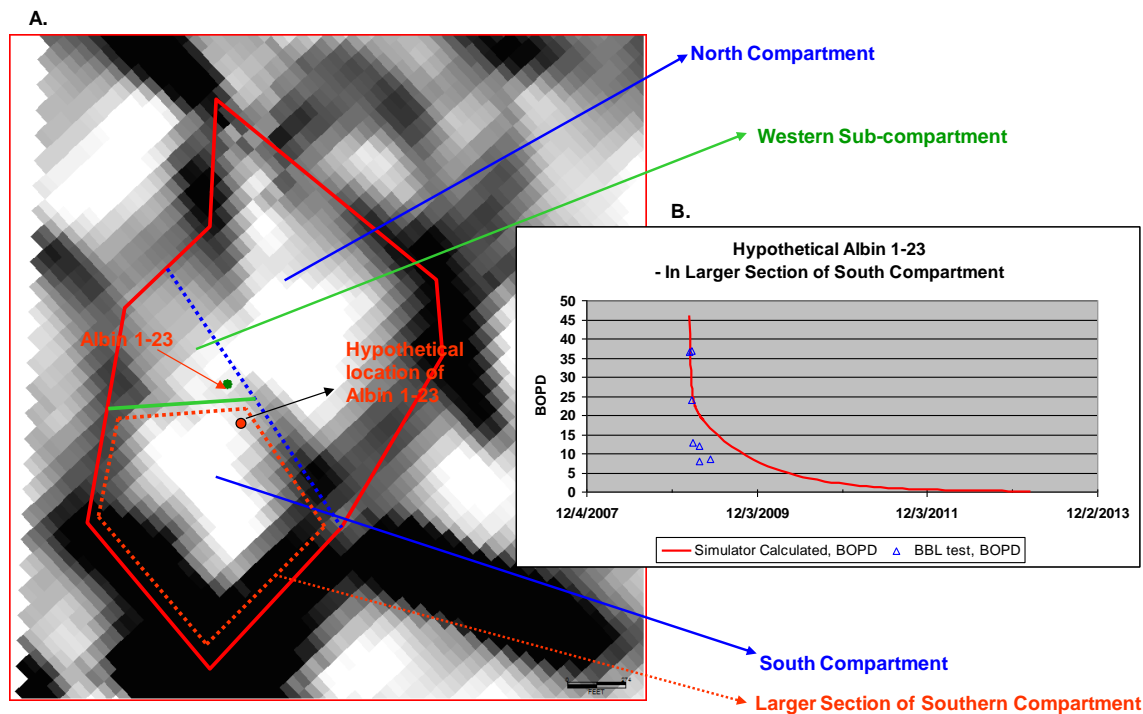 A.
North Compartment
Western Sub-compartment
Albin 1-23
Hypothetical
location of
Albin 1-23
B.
Hypothetical Albin 1-23
- In Larger Section of South Compartment
BOPD
50
45
40
35
30
25
20
15
10
5
0
12/4/2007
12/3/2009
12/3/2011
12/2/2013
Simulator Calculated, BOPD
BBL test, BOPD
South Compartment
Larger Section of Southern Compartment
FEET